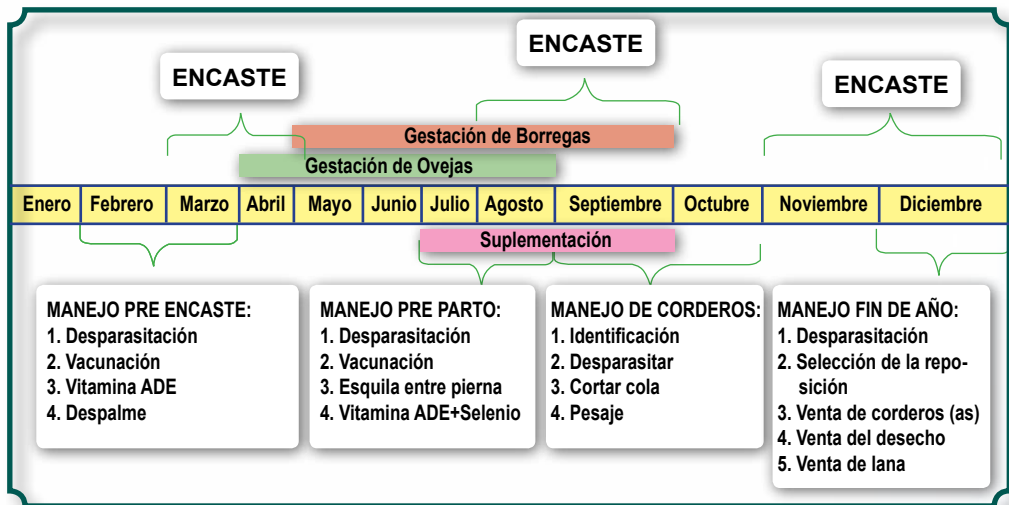 ENCASTE
ENCASTE
ENCASTE
Gestación de Borregas
Gestación de Ovejas
Enero Febrero Marzo Abril Mayo Junio Julio Agosto Septiembre Octubre Noviembre Diciembre
Suplementación
MANEJO PRE ENCASTE:
1. Desparasitación
2. Vacunación
3. Vitamina ADE
4. Despalme
MANEJO PRE PARTO:
1. Desparasitación
2. Vacunación
3. Esquila entre pierna
4. Vitamina ADE+Selenio
MANEJO DE CORDEROS:
1. Identificación
2. Desparasitar
3. Cortar cola
4. Pesaje
MANEJO FIN DE AÑO:
1. Desparasitación
2. Selección de la repo-
sición
3. Venta de corderos (as)
4. Venta del desecho
5. Venta de lana